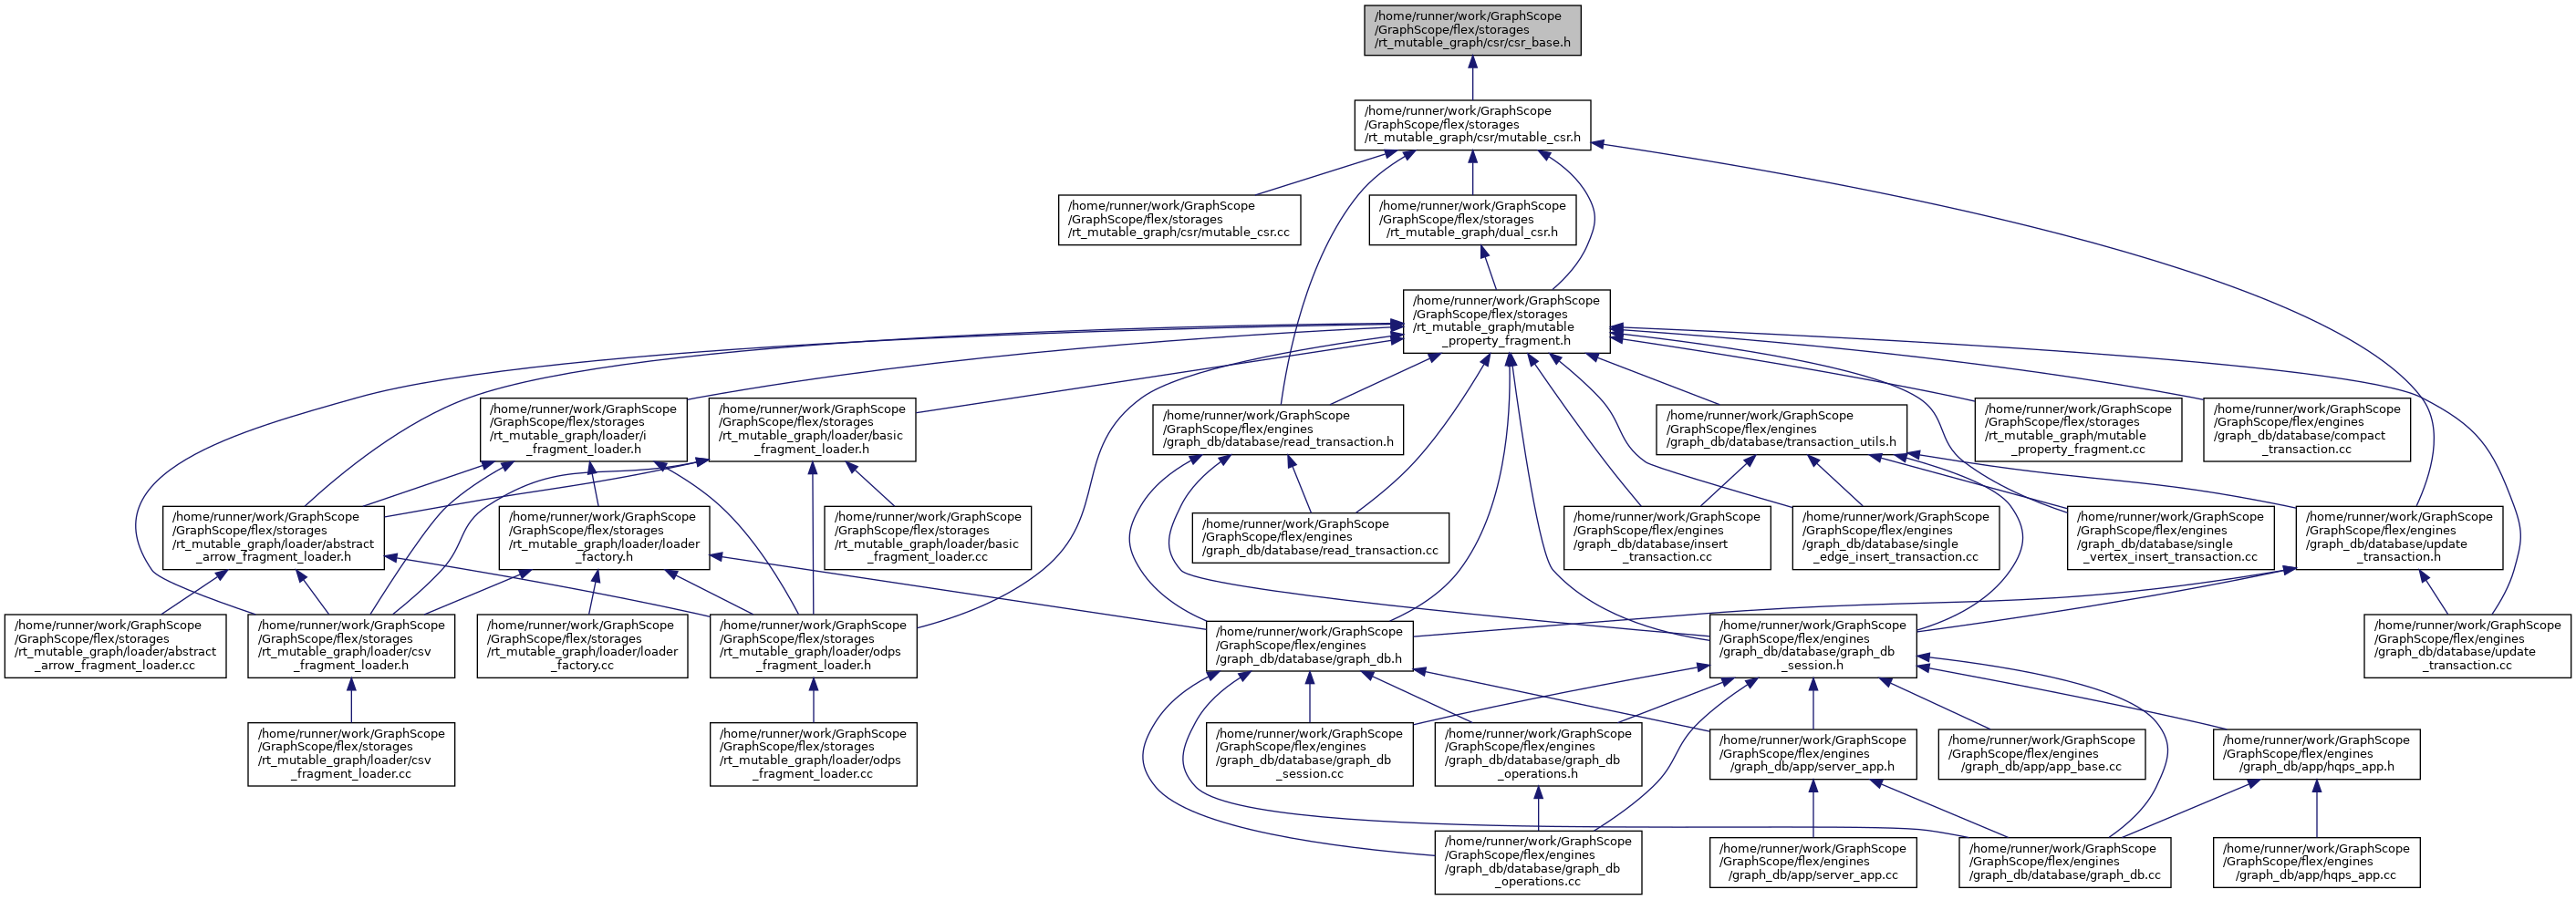 /home/runner/work/GraphScope
/GraphScope/flex/storages
/rt_mutable_graph/csr/csr_base.h
/home/runner/work/GraphScope
/GraphScope/flex/storages
/rt_mutable_graph/csr/mutable_csr.h
/home/runner/work/GraphScope
/GraphScope/flex/storages
/rt_mutable_graph/csr/mutable_csr.cc
/home/runner/work/GraphScope
/GraphScope/flex/storages
/rt_mutable_graph/dual_csr.h
/home/runner/work/GraphScope
/GraphScope/flex/storages
/rt_mutable_graph/mutable
_property_fragment.h
/home/runner/work/GraphScope
/GraphScope/flex/storages
/rt_mutable_graph/loader/i
_fragment_loader.h
/home/runner/work/GraphScope
/GraphScope/flex/storages
/rt_mutable_graph/loader/basic
_fragment_loader.h
/home/runner/work/GraphScope
/GraphScope/flex/engines
/graph_db/database/read_transaction.h
/home/runner/work/GraphScope
/GraphScope/flex/engines
/graph_db/database/transaction_utils.h
/home/runner/work/GraphScope
/GraphScope/flex/storages
/rt_mutable_graph/mutable
_property_fragment.cc
/home/runner/work/GraphScope
/GraphScope/flex/engines
/graph_db/database/compact
_transaction.cc
/home/runner/work/GraphScope
/GraphScope/flex/storages
/rt_mutable_graph/loader/abstract
_arrow_fragment_loader.h
/home/runner/work/GraphScope
/GraphScope/flex/storages
/rt_mutable_graph/loader/loader
_factory.h
/home/runner/work/GraphScope
/GraphScope/flex/storages
/rt_mutable_graph/loader/basic
_fragment_loader.cc
/home/runner/work/GraphScope
/GraphScope/flex/engines
/graph_db/database/read_transaction.cc
/home/runner/work/GraphScope
/GraphScope/flex/engines
/graph_db/database/insert
_transaction.cc
/home/runner/work/GraphScope
/GraphScope/flex/engines
/graph_db/database/single
_edge_insert_transaction.cc
/home/runner/work/GraphScope
/GraphScope/flex/engines
/graph_db/database/single
_vertex_insert_transaction.cc
/home/runner/work/GraphScope
/GraphScope/flex/engines
/graph_db/database/update
_transaction.h
/home/runner/work/GraphScope
/GraphScope/flex/storages
/rt_mutable_graph/loader/abstract
_arrow_fragment_loader.cc
/home/runner/work/GraphScope
/GraphScope/flex/storages
/rt_mutable_graph/loader/csv
_fragment_loader.h
/home/runner/work/GraphScope
/GraphScope/flex/storages
/rt_mutable_graph/loader/loader
_factory.cc
/home/runner/work/GraphScope
/GraphScope/flex/storages
/rt_mutable_graph/loader/odps
_fragment_loader.h
/home/runner/work/GraphScope
/GraphScope/flex/engines
/graph_db/database/graph_db.h
/home/runner/work/GraphScope
/GraphScope/flex/engines
/graph_db/database/graph_db
_session.h
/home/runner/work/GraphScope
/GraphScope/flex/engines
/graph_db/database/update
_transaction.cc
/home/runner/work/GraphScope
/GraphScope/flex/storages
/rt_mutable_graph/loader/csv
_fragment_loader.cc
/home/runner/work/GraphScope
/GraphScope/flex/storages
/rt_mutable_graph/loader/odps
_fragment_loader.cc
/home/runner/work/GraphScope
/GraphScope/flex/engines
/graph_db/database/graph_db
_session.cc
/home/runner/work/GraphScope
/GraphScope/flex/engines
/graph_db/database/graph_db
_operations.h
/home/runner/work/GraphScope
/GraphScope/flex/engines
/graph_db/app/server_app.h
/home/runner/work/GraphScope
/GraphScope/flex/engines
/graph_db/app/app_base.cc
/home/runner/work/GraphScope
/GraphScope/flex/engines
/graph_db/app/hqps_app.h
/home/runner/work/GraphScope
/GraphScope/flex/engines
/graph_db/database/graph_db
_operations.cc
/home/runner/work/GraphScope
/GraphScope/flex/engines
/graph_db/app/server_app.cc
/home/runner/work/GraphScope
/GraphScope/flex/engines
/graph_db/database/graph_db.cc
/home/runner/work/GraphScope
/GraphScope/flex/engines
/graph_db/app/hqps_app.cc